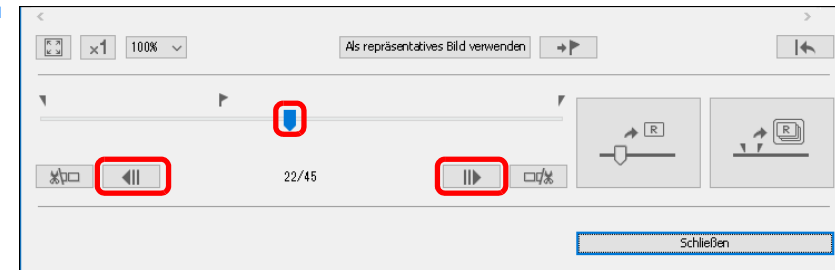 ×1 100% Als repräsentatives Bild verwenden
R R
22/45
Schließen